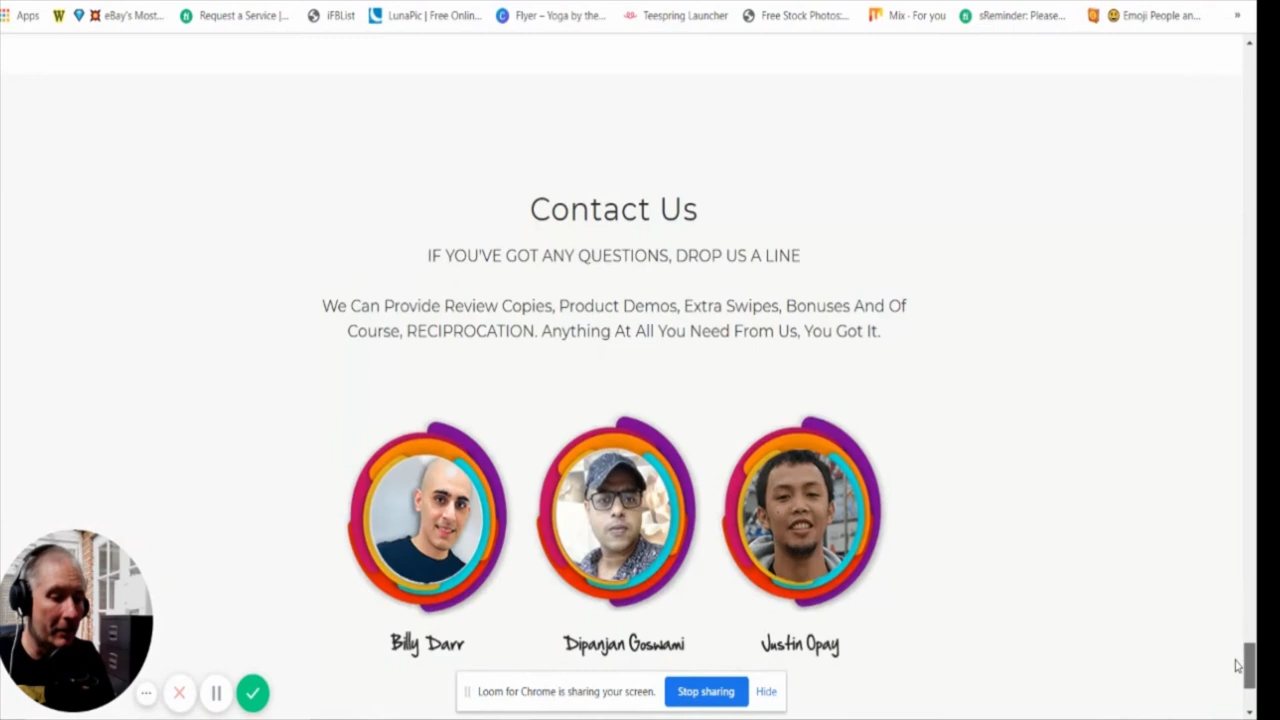 Apps
eBay's Most...
Request a Service |...
iFBList
LunaPic | Free Onlin...
Flyer – Yoga by the...
Teespring Launcher
Free Stock Photos:...
Mix - For you
sReminder: Please...
Emoji People an...
»
Contact Us
IF YOU'VE GOT ANY QUESTIONS, DROP US A LINE
We Can Provide Review Copies, Product Demos, Extra Swipes, Bonuses And Of
Course, RECIPROCATION. Anything At All You Need From Us, You Got It.
Billy Darr
Dipanjan Goswami
Justin Opay
Loom for Chrome is sharing your screen.
Stop sharing
Hide